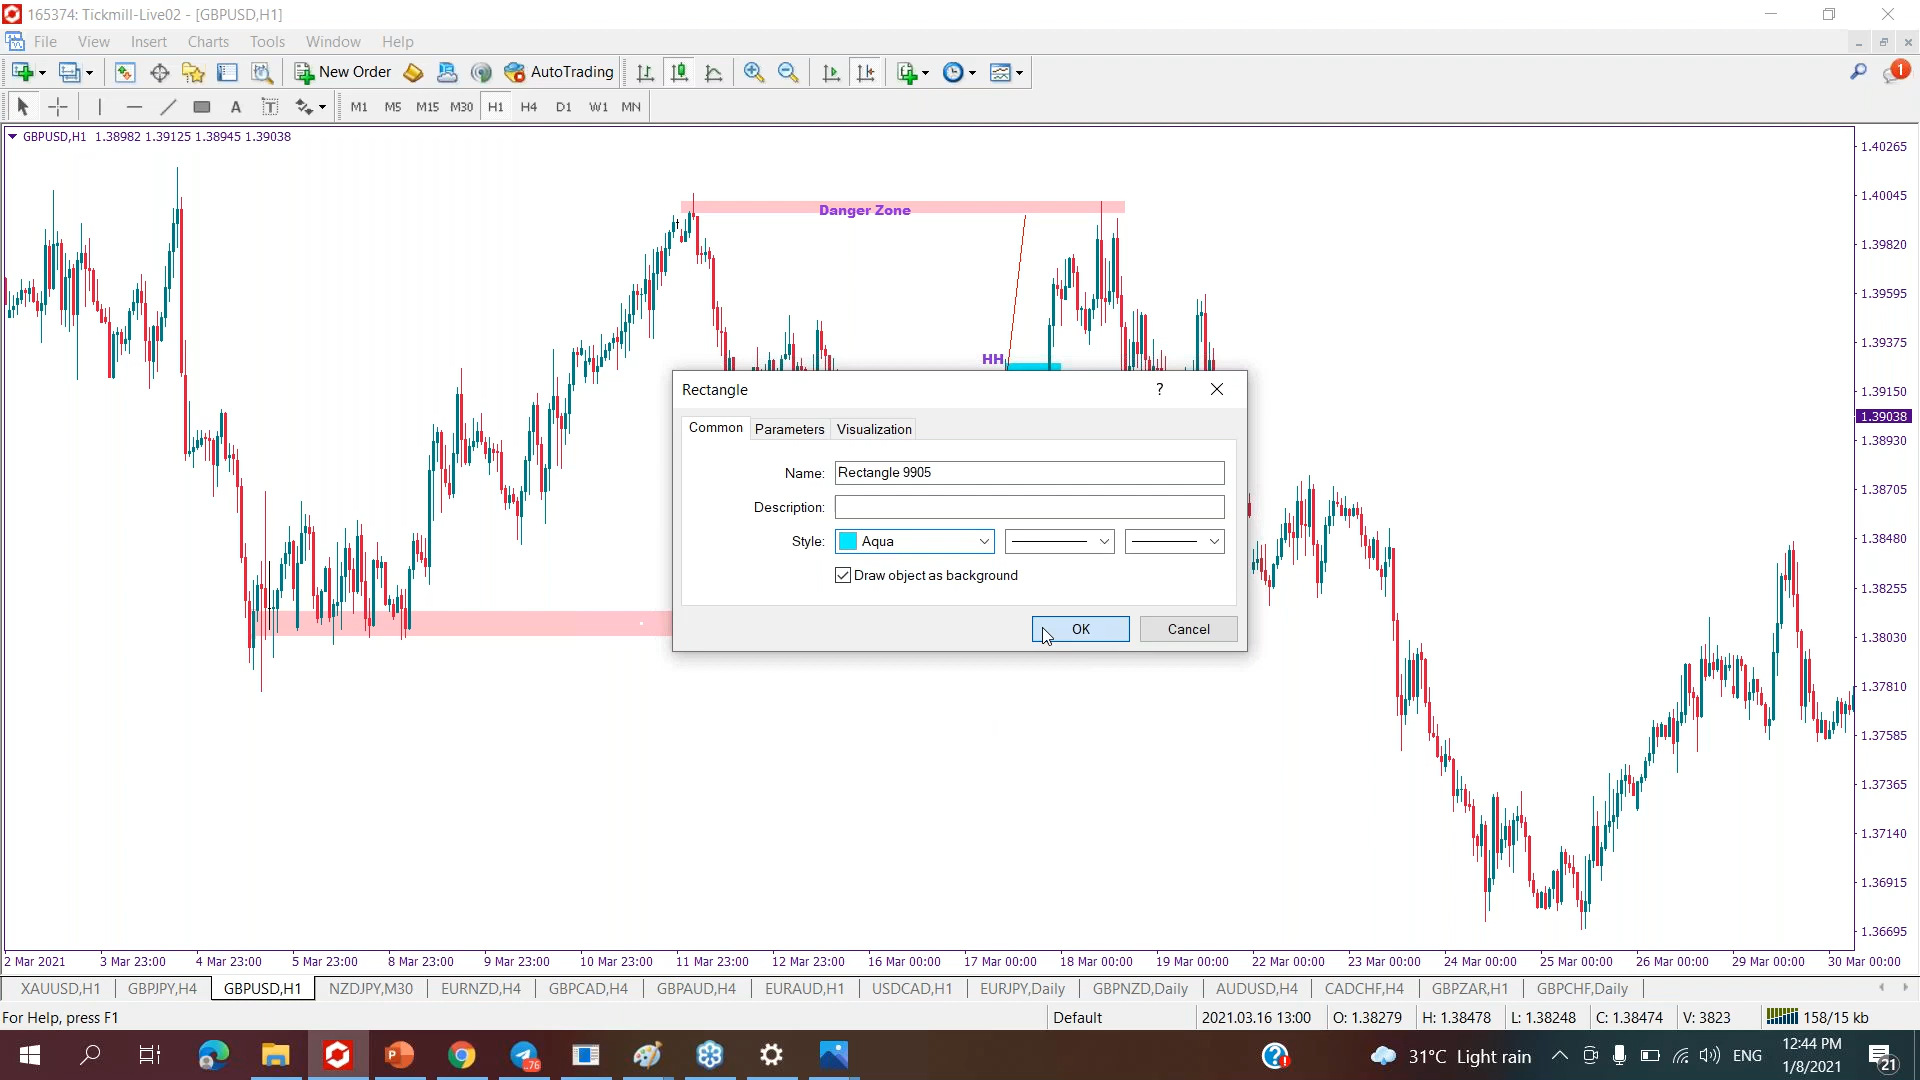 165374: Tickmill-Live02 - [GBPUSD,H1]
File View Insert Charts Tools Window Help
New Order AutoTrading 1
A T M1 M5 M15 M30 H1 H4 D1 W1 MN
GBPUSD,H1 1.38982 1.39125 1.38945 1.39038
1.40265
1.40045
Danger Zone
1.39820
1.39595
1.39375
HH
1.39150
1.39038
1.38930
1.38705
1.38480
1.38255
1.38030
1.37810
1.37585
1.37365
1.37140
1.36915
1.36695
Rectangle ?
Common Parameters Visualization
Name: Rectangle 9905
Description:
Style: Aqua
Draw object as background
OK Cancel
2 Mar 2021 3 Mar 23:00 4 Mar 23:00 5 Mar 23:00 8 Mar 23:00 9 Mar 23:00 10 Mar 23:00 11 Mar 23:00 12 Mar 23:00 16 Mar 00:00 17 Mar 00:00 18 Mar 00:00 19 Mar 00:00 22 Mar 00:00 23 Mar 00:00 24 Mar 00:00 25 Mar 00:00 26 Mar 00:00 29 Mar 00:00 30 Mar 00:00
XAUUSD,H1 GBPJPY,H4 GBPUSD,H1 NZDJPY,M30 EURNZD,H4 GBPCAD,H4 GBPAUD,H4 EURAUD,H1 USDCAD,H1 EURJPY,Daily GBPNZD,Daily AUDUSD,H4 CADCHF,H4 GBPZAR,H1 GBPCHF,Daily
For Help, press F1 Default 2021.03.16 13:00 O: 1.38279 H: 1.38478 L: 1.38248 C: 1.38474 V: 3823 158/15 kb
.76 31°C Light rain ENG 12:44 PM
1/8/2021 21